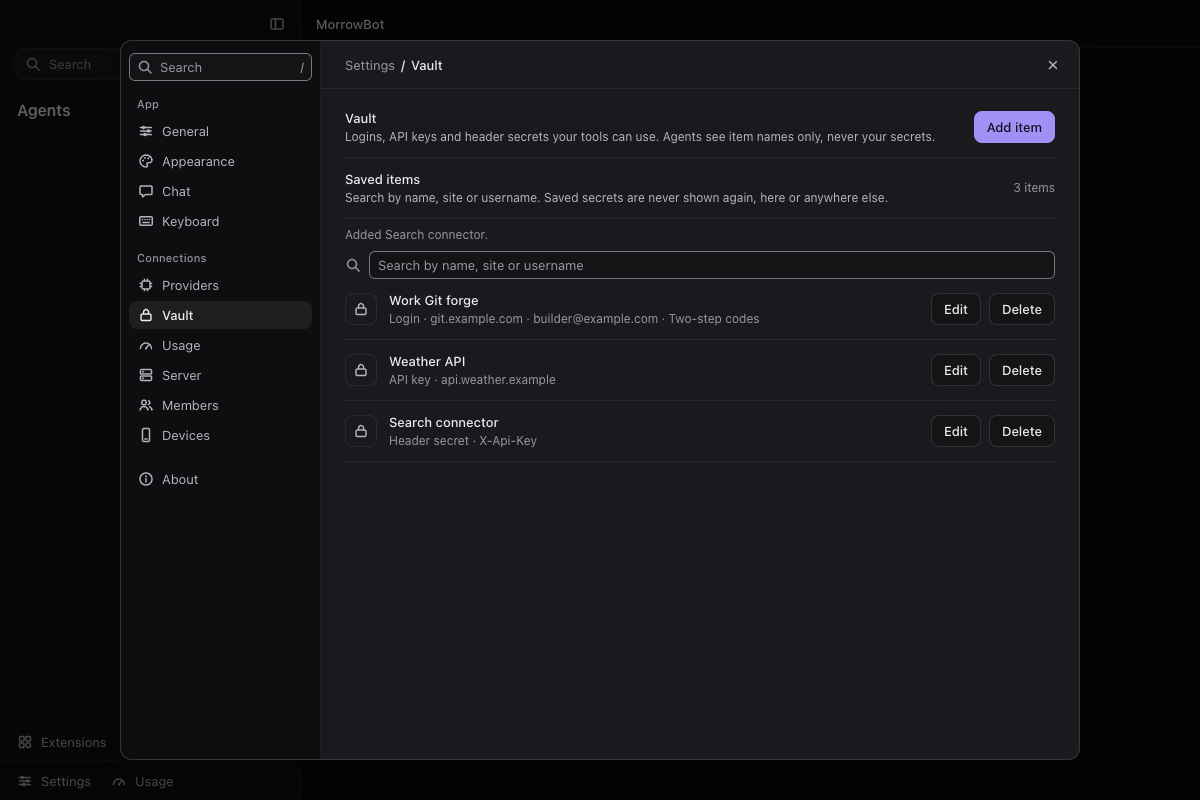 MorrowBot
Search
Agents
Extensions
Settings
Usage
Search /
App
General
Appearance
Chat
Keyboard
Connections
Providers
Vault
Usage
Server
Members
Devices
About
Settings / Vault
Vault
Logins, API keys and header secrets your tools can use. Agents see item names only, never your secrets.
Add item
Saved items
Search by name, site or username. Saved secrets are never shown again, here or anywhere else.
3 items
Added Search connector.
Search by name, site or username
Work Git forge
Login · git.example.com · builder@example.com · Two-step codes
Edit
Delete
Weather API
API key · api.weather.example
Edit
Delete
Search connector
Header secret · X-Api-Key
Edit
Delete